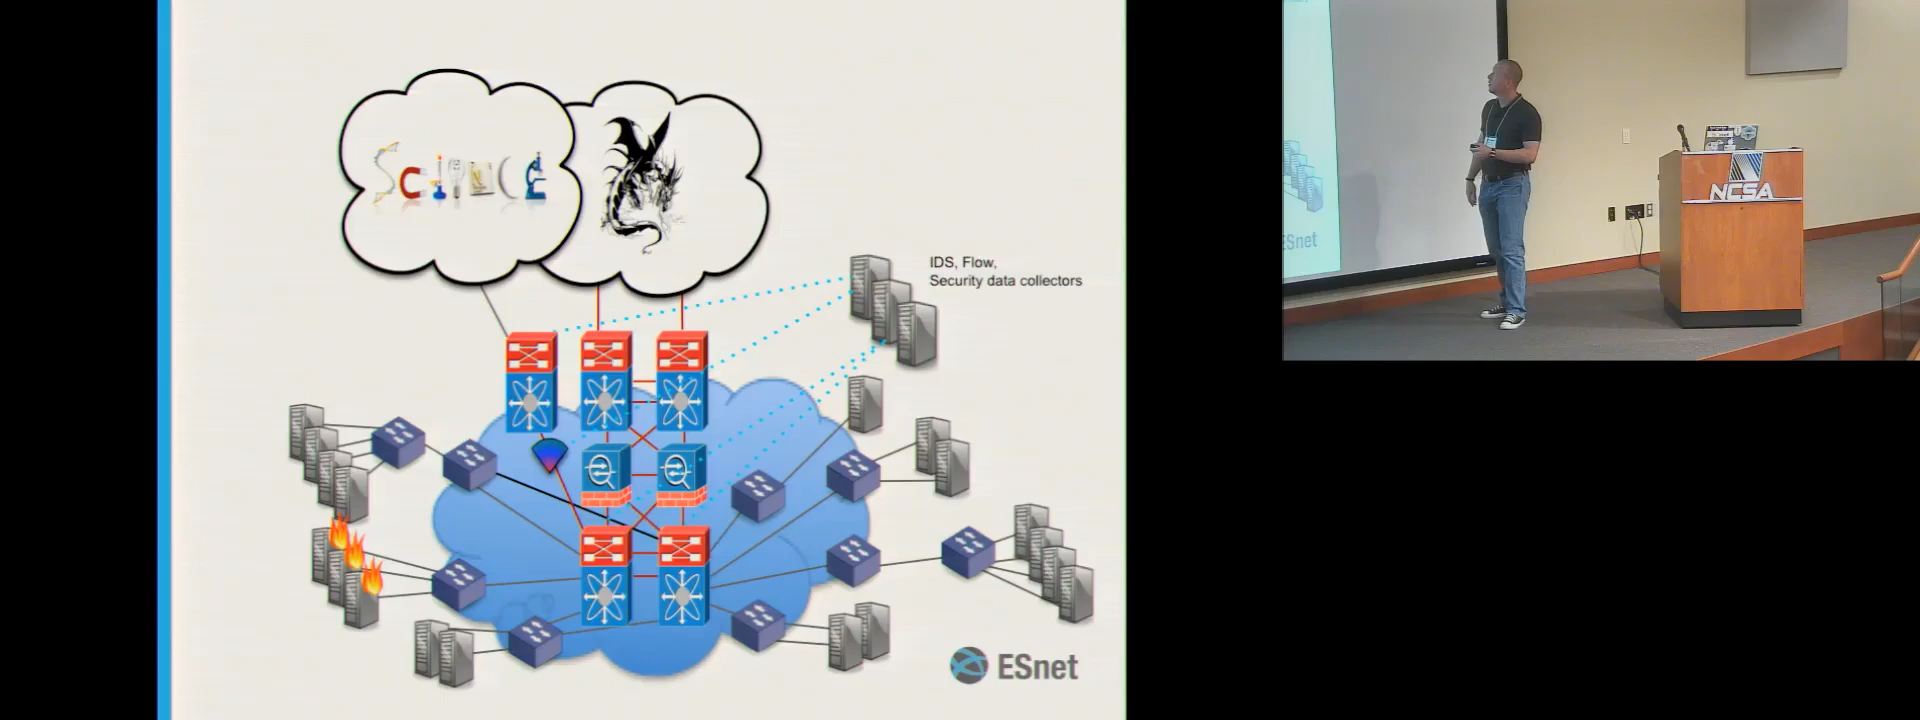 Science
IDS, Flow,
Security data collectors
ESnet
NCSA
ESnet